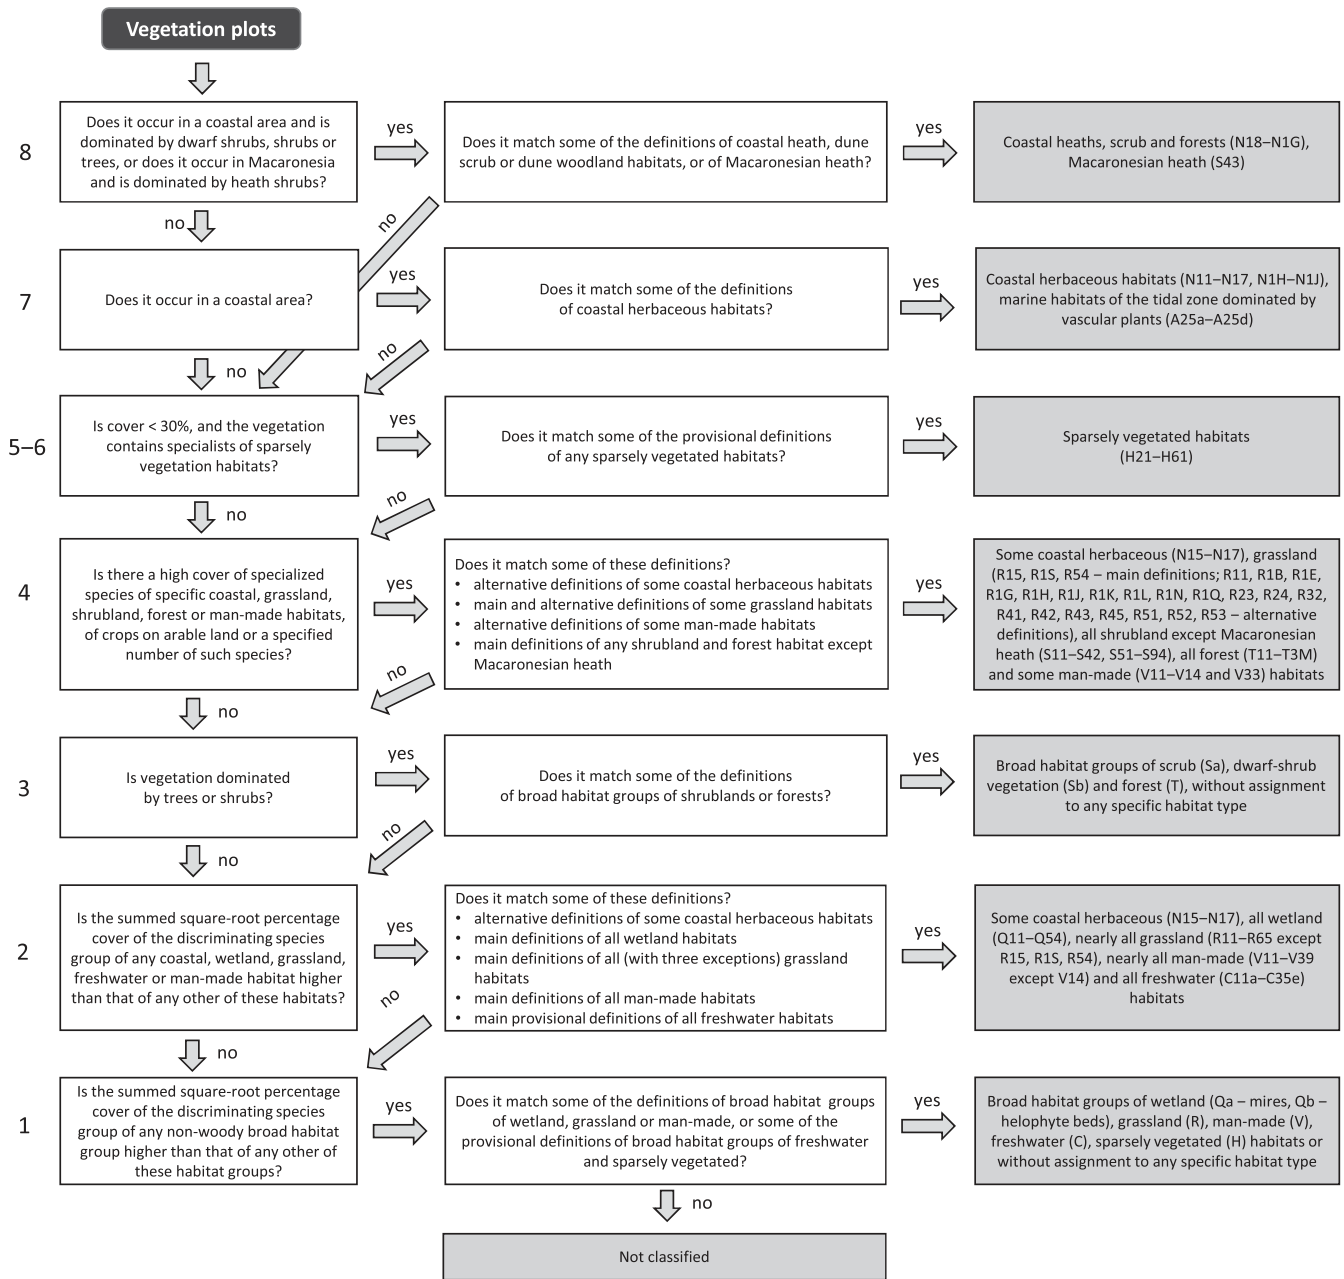 Vegetation plots
8
Does it occur in a coastal area and is
dominated by dwarf shrubs, shrubs or
trees, or does it occur in Macaronesia
and is dominated by heath shrubs?
yes
Does it match some of the definitions of coastal heath, dune
scrub or dune woodland habitats, or of Macaronesian heath?
yes
Coastal heaths, scrub and forests (N18–N1G),
Macaronesian heath (S43)
no
no
7
Does it occur in a coastal area?
yes
Does it match some of the definitions
of coastal herbaceous habitats?
yes
Coastal herbaceous habitats (N11–N17, N1H–N1J),
marine habitats of the tidal zone dominated by
vascular plants (A25a–A25d)
no
no
5–6
Is cover < 30%, and the vegetation
contains specialists of sparsely
vegetation habitats?
yes
Does it match some of the provisional definitions
of any sparsely vegetated habitats?
yes
Sparsely vegetated habitats
(H21–H61)
no
no
4
Is there a high cover of specialized
species of specific coastal, grassland,
shrubland, forest or man-made habitats,
of crops on arable land or a specified
number of such species?
yes
Does it match some of these definitions?
• alternative definitions of some coastal herbaceous habitats
• main and alternative definitions of some grassland habitats
• alternative definitions of some man-made habitats
• main definitions of any shrubland and forest habitat except
Macaronesian heath
yes
Some coastal herbaceous (N15–N17), grassland
(R15, R1S, R54 – main definitions; R11, R1B, R1E,
R1G, R1H, R1J, R1K, R1L, R1N, R1Q, R23, R24, R32,
R41, R42, R43, R45, R51, R52, R53 – alternative
definitions), all shrubland except Macaronesian
heath (S11–S42, S51–S94), all forest (T11–T3M)
and some man-made (V11–V14 and V33) habitats
no
no
3
Is vegetation dominated
by trees or shrubs?
yes
Does it match some of the definitions
of broad habitat groups of shrublands or forests?
yes
Broad habitat groups of scrub (Sa), dwarf-shrub
vegetation (Sb) and forest (T), without assignment
to any specific habitat type
no
no
2
Is the summed square-root percentage
cover of the discriminating species
group of any coastal, wetland, grassland,
freshwater or man-made habitat higher
than that of any other of these habitats?
yes
Does it match some of these definitions?
• alternative definitions of some coastal herbaceous habitats
• main definitions of all wetland habitats
• main definitions of all (with three exceptions) grassland
habitats
• main definitions of all man-made habitats
• main provisional definitions of all freshwater habitats
yes
Some coastal herbaceous (N15–N17), all wetland
(Q11–Q54), nearly all grassland (R11–R65 except
R15, R1S, R54), nearly all man-made (V11–V39
except V14) and all freshwater (C11a–C35e)
habitats
no
no
1
Is the summed square-root percentage
cover of the discriminating species
group of any non-woody broad habitat
group higher than that of any other of
these habitat groups?
yes
Does it match some of the definitions of broad habitat groups
of wetland, grassland or man-made, or some of the
provisional definitions of broad habitat groups of freshwater
and sparsely vegetated?
yes
Broad habitat groups of wetland (Qa – mires, Qb –
helophyte beds), grassland (R), man-made (V),
freshwater (C), sparsely vegetated (H) habitats or
without assignment to any specific habitat type
no
Not classified